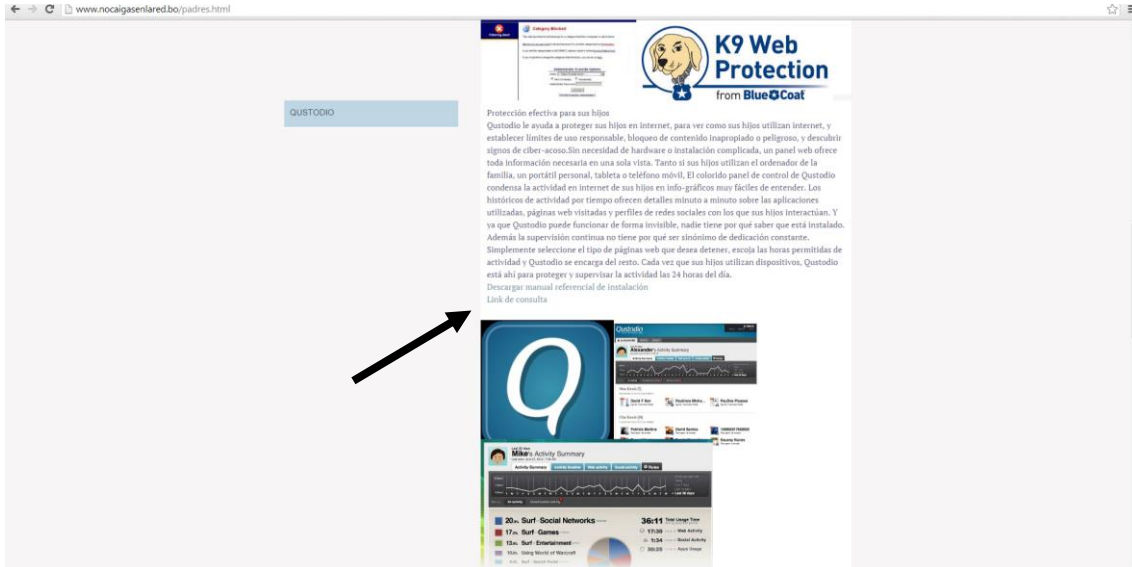 www.nocaigasenlared.bo/padres.html
Category Blocked
K9 Web
Protection
from Blue Coat
QUSTODIO
Protección efectiva para sus hijos
Qustodio le ayuda a proteger sus hijos en internet, para ver como sus hijos utilizan internet, y
establecer límites de uso responsable, bloqueo de contenido inapropiado o peligroso, y descubrir
signos de ciber-acoso.Sin necesidad de hardware o instalación complicada, un panel web ofrece
toda información necesaria en una sola vista. Tanto si sus hijos utilizan el ordenador de la
familia, un portátil personal, tableta o teléfono móvil, El colorido panel de control de Qustodio
condensa la actividad en internet de sus hijos en info-gráficos muy fáciles de entender. Los
históricos de actividad por tiempo ofrecen detalles minuto a minuto sobre las aplicaciones
utilizadas, páginas web visitadas y perfiles de redes sociales con los que sus hijos interactúan. Y
ya que Qustodio puede funcionar de forma invisible, nadie tiene por qué saber que está instalado.
Además la supervisión continua no tiene por qué ser sinónimo de dedicación constante.
Simplemente seleccione el tipo de páginas web que desea detener, escoja las horas permitidas de
actividad y Qustodio se encarga del resto. Cada vez que sus hijos utilizan dispositivos, Qustodio
está ahí para proteger y supervisar la actividad las 24 horas del día.
Descargar manual referencial de instalación
Link de consulta
Q
Qustodio
Alexander's Activity Summary
Mike's Activity Summary
Activity Summary
Surf Social Networks
17m. Surf Games
13m. Surf Entertainment
10m. Using World of Warcraft
36:11 Total Usage Time
17:35 Web Activity
1:34 Social Activity